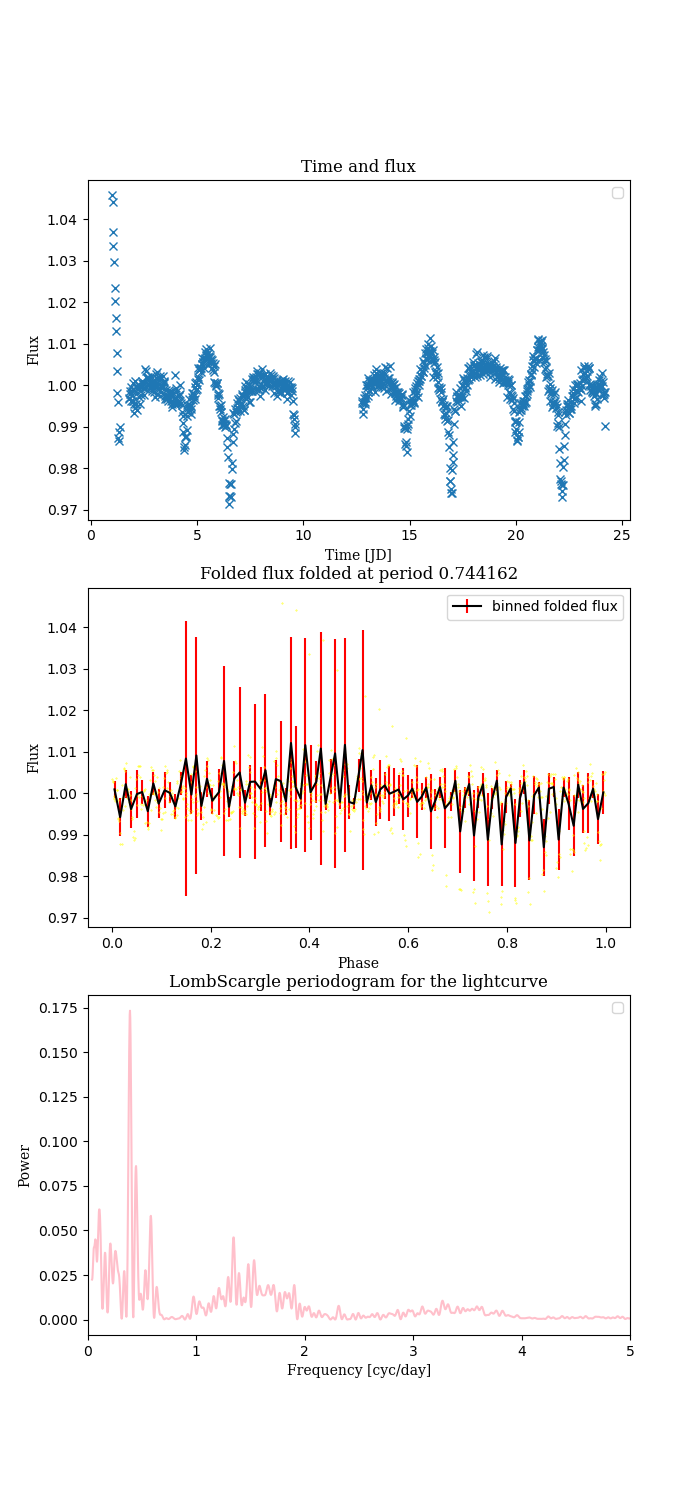 Time and flux
1.04
1.03
1.02
1.01
1.00
0.99
0.98
0.97
Flux
0 5 10 15 20 25
Time [JD]
Folded flux folded at period 0.744162
binned folded flux
1.04
1.03
1.02
1.01
1.00
0.99
0.98
0.97
Flux
0.0 0.2 0.4 0.6 0.8 1.0
Phase
LombScargle periodogram for the lightcurve
0.175
0.150
0.125
0.100
0.075
0.050
0.025
0.000
Power
0 1 2 3 4 5
Frequency [cyc/day]